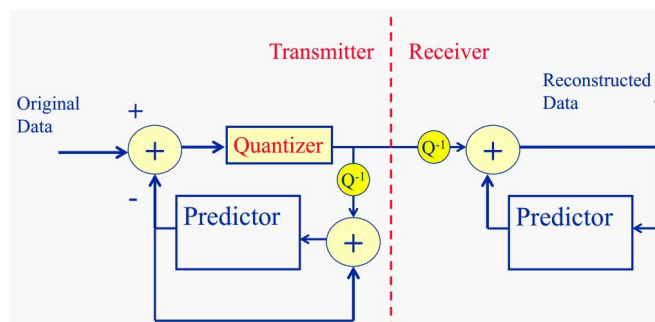 Transmitter
Receiver
Original
Data
+
+
Quantizer
Q-1
Q-1
+
Reconstructed
Data
-
Predictor
+
Predictor